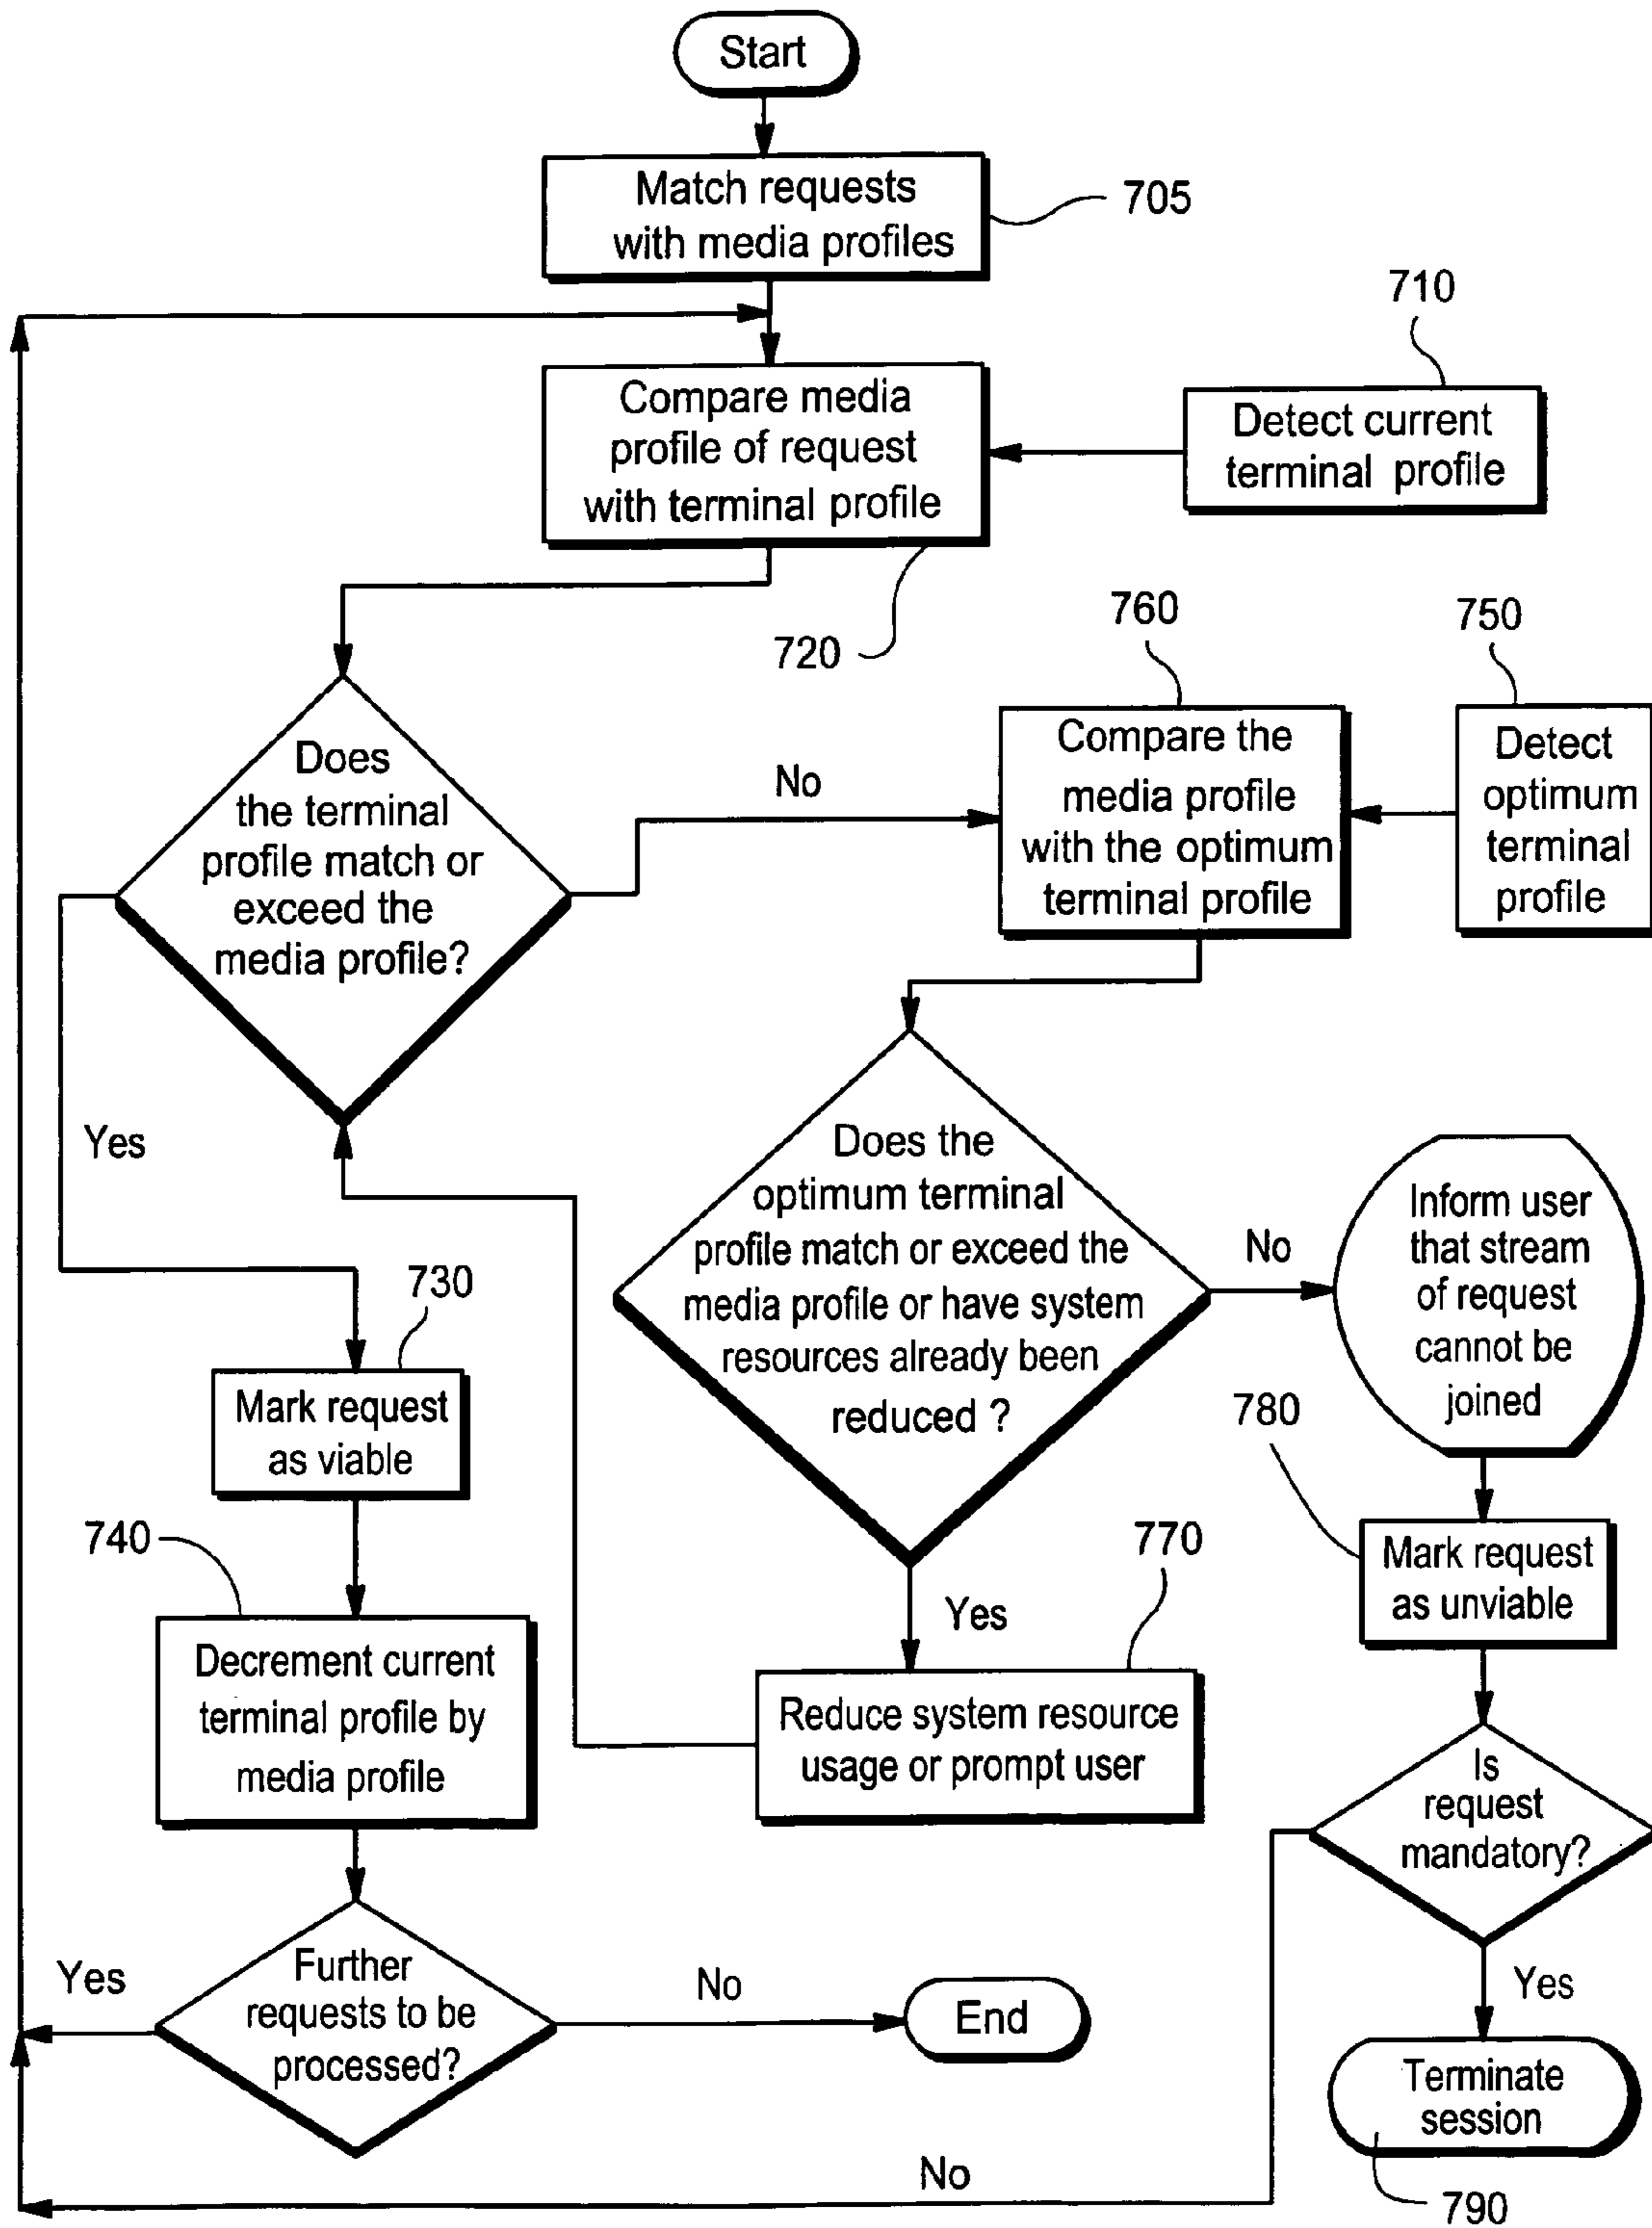 Start
Match requests
with media profiles
705
710
Compare media
profile of request
with terminal profile
Detect current
terminal profile
720
760
750
Does
the terminal
profile match or
exceed the
media profile?
No
Compare the
media profile
with the optimum
terminal profile
Detect
optimum
terminal
profile
Yes
Does the
optimum terminal
profile match or exceed the
media profile or have system
resources already been
reduced ?
No
Inform user
that stream
of request
cannot be
joined
730
Mark request
as viable
780
Mark request
as unviable
740
Decrement current
terminal profile by
media profile
Yes
770
Reduce system resource
usage or prompt user
Is
request
mandatory?
Yes
Further
requests to be
processed?
No
End
Yes
Terminate
session
No
790